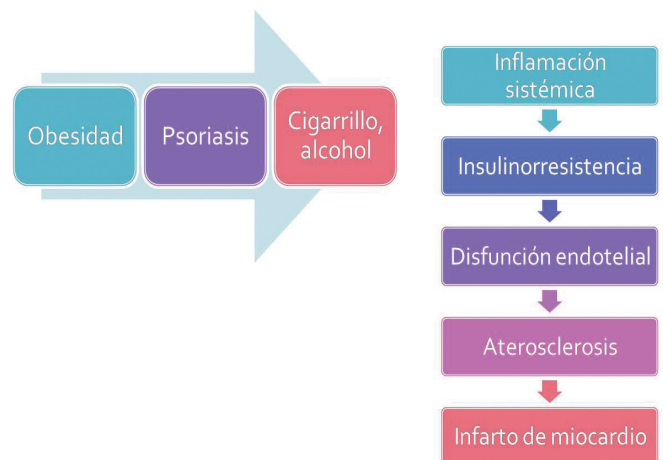 Obesidad
Psoriasis
Cigarrillo,
alcohol
Inflamación
sistémica
Insulinorresistencia
Disfunción endotelial
Aterosclerosis
Infarto de miocardio